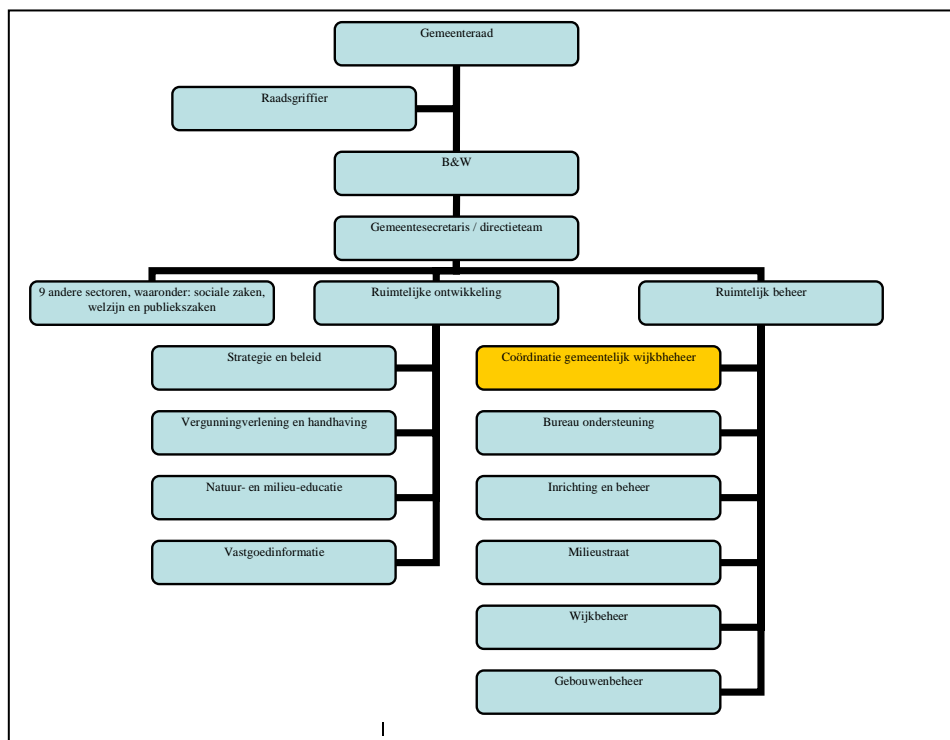 Gemeenteraad
Raadsgriffier
B&W
Gemeentesecretaris / directieteam
9 andere sectoren, waaronder: sociale zaken,
welzijn en publiekszaken
Ruimtelijke ontwikkeling
Ruimtelijk beheer
Strategie en beleid
Coördinatie gemeentelijk wijkbheheer
Vergunningverlening en handhaving
Bureau ondersteuning
Natuur- en milieu-educatie
Inrichting en beheer
Vastgoedinformatie
Milieustraat
Wijkbeheer
Gebouwenbeheer